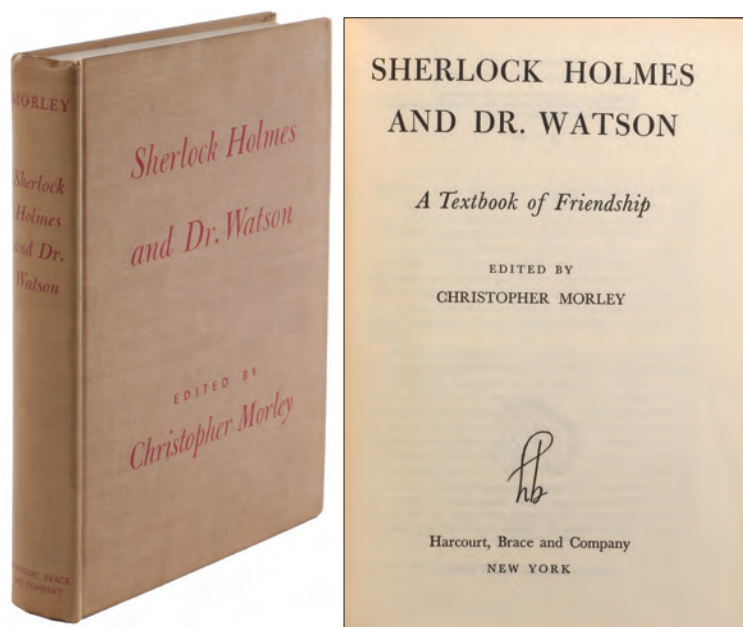 MORLEY
Sherlock
Holmes
and Dr.
Watson
HARCOURT, BRACE
AND COMPANY
Sherlock Holmes
and Dr. Watson
EDITED BY
Christopher Morley
SHERLOCK HOLMES
AND DR. WATSON
A Textbook of Friendship
EDITED BY
CHRISTOPHER MORLEY
hb
Harcourt, Brace and Company
NEW YORK